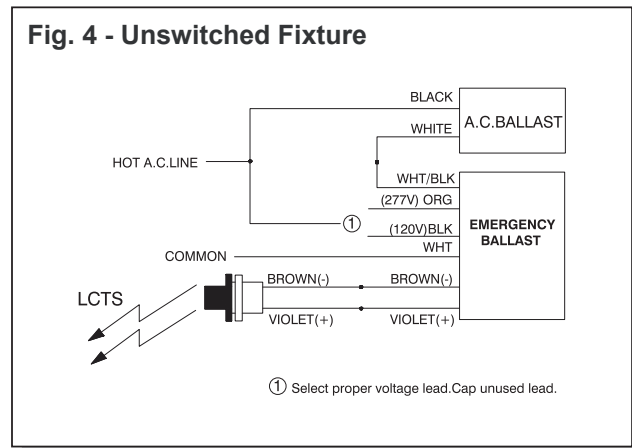 Fig. 4 - Unswitched Fixture
BLACK
A.C.BALLAST
WHITE
HOT A.C.LINE
WHT/BLK
(277V) ORG
①
(120V)BLK
EMERGENCY
BALLAST
WHT
COMMON
BROWN(-) BROWN(-)
LCTS
VIOLET(+) VIOLET(+)
① Select proper voltage lead.Cap unused lead.